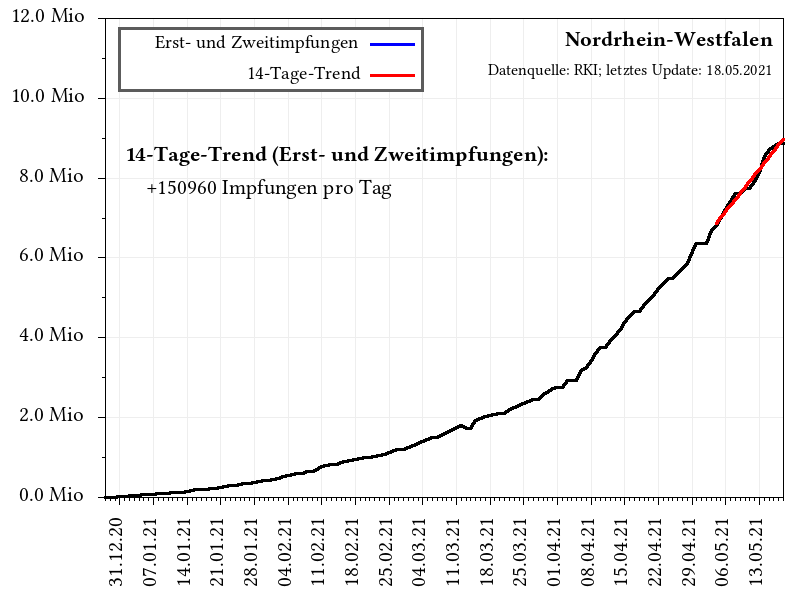 12.0 Mio
10.0 Mio
8.0 Mio
6.0 Mio
4.0 Mio
2.0 Mio
0.0 Mio
Erst- und Zweitimpfungen
14-Tage-Trend
Nordrhein-Westfalen
Datenquelle: RKI; letztes Update: 18.05.2021
14-Tage-Trend (Erst- und Zweitimpfungen):
+150960 Impfungen pro Tag
31.12.20
07.01.21
14.01.21
21.01.21
28.01.21
04.02.21
11.02.21
18.02.21
25.02.21
04.03.21
11.03.21
18.03.21
25.03.21
01.04.21
08.04.21
15.04.21
22.04.21
29.04.21
06.05.21
13.05.21